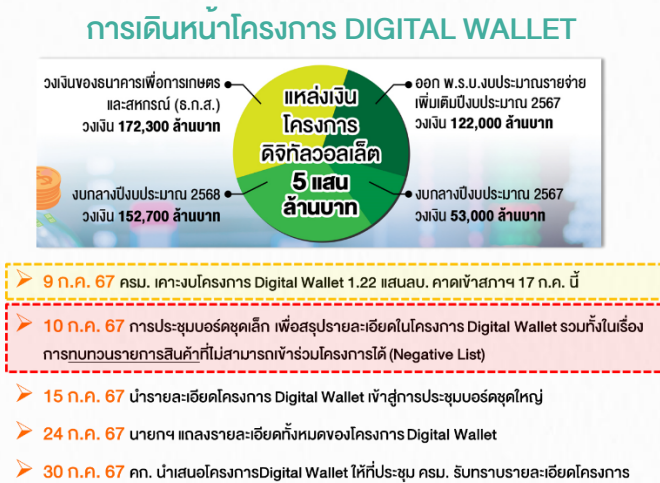 การเดินหน้าโครงการ DIGITAL WALLET
วงเงินของธนาคารเพื่อการเกษตร
และสหกรณ์ (ธ.ก.ส.)
วงเงิน 172,300 ล้านบาท
แหล่งเงิน
โครงการ
ดิจิทัลวอลเล็ต
5 แสน
ล้านบาท
ออก พ.ร.บ.งบประมาณรายจ่าย
เพิ่มเติมปีงบประมาณ 2567
วงเงิน 122,000 ล้านบาท
งบกลางปีงบประมาณ 2568
วงเงิน 152,700 ล้านบาท
งบกลางปีงบประมาณ 2567
วงเงิน 53,000 ล้านบาท
9 ก.ค. 67 ครม. เคาะงบโครงการ Digital Wallet 1.22 แสนลบ. คาดเข้าสภาฯ 17 ก.ค. นี้
10 ก.ค. 67 การประชุมบอร์ดชุดเล็ก เพื่อสรุปรายละเอียดในโครงการ Digital Wallet รวมทั้งในเรื่อง
การทบทวนรายการสินค้าที่ไม่สามารถเข้าร่วมโครงการได้ (Negative List)
15 ก.ค. 67 นำรายละเอียดโครงการ Digital Wallet เข้าสู่การประชุมบอร์ดชุดใหญ่
24 ก.ค. 67 นายกฯ แถลงรายละเอียดทั้งหมดของโครงการ Digital Wallet
30 ก.ค. 67 คก. นำเสนอโครงการDigital Wallet ให้ที่ประชุม ครม. รับทราบรายละเอียดโครงการ